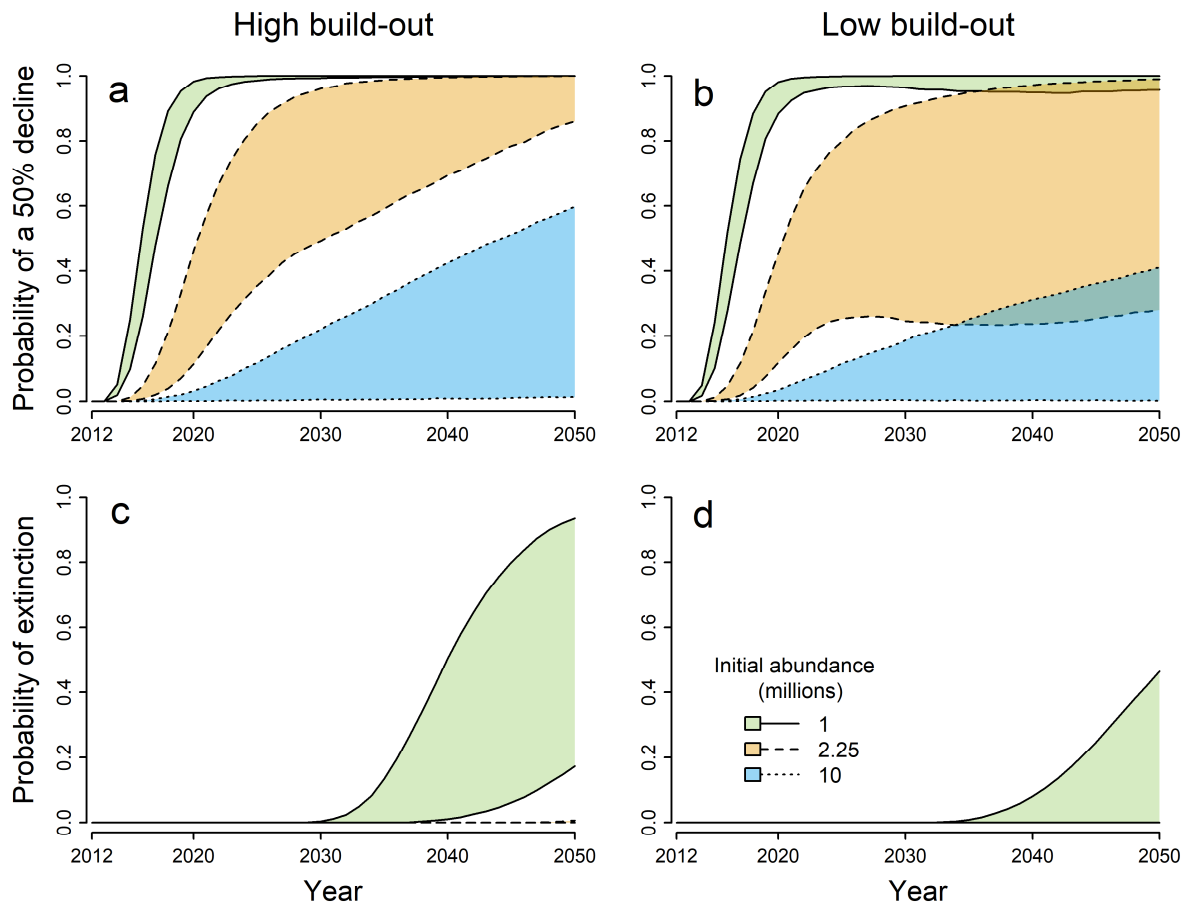 High build-out
Low build-out
Probability of a 50% decline
1.0
0.8
0.6
0.4
0.2
0.0
a
2012 2020 2030 2040 2050
1.0
0.8
0.6
0.4
0.2
0.0
b
2012 2020 2030 2040 2050
Probability of extinction
1.0
0.8
0.6
0.4
0.2
0.0
c
2012 2020 2030 2040 2050
Year
1.0
0.8
0.6
0.4
0.2
0.0
d
Initial abundance
(millions)
1
2.25
10
2012 2020 2030 2040 2050
Year